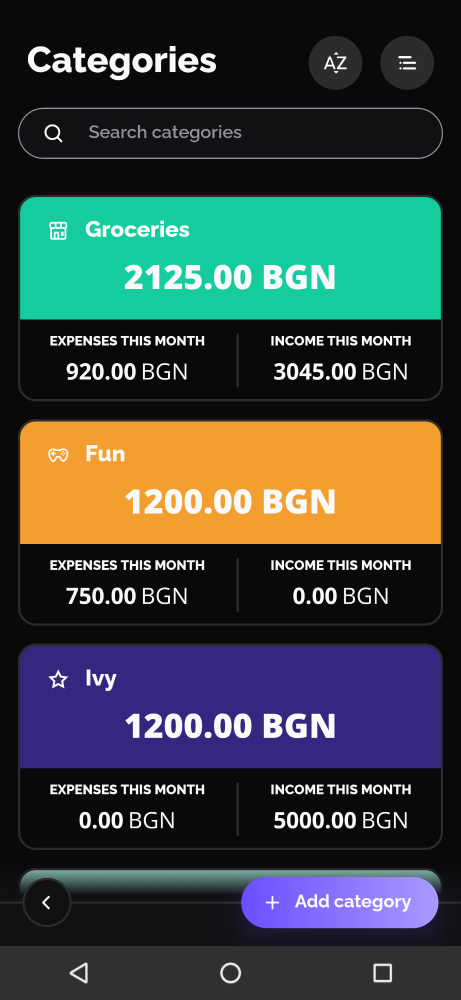 Categories
AZ
Search categories
Groceries
2125.00 BGN
EXPENSES THIS MONTH INCOME THIS MONTH
920.00 BGN 3045.00 BGN
Fun
1200.00 BGN
EXPENSES THIS MONTH INCOME THIS MONTH
750.00 BGN 0.00 BGN
Ivy
1200.00 BGN
EXPENSES THIS MONTH INCOME THIS MONTH
0.00 BGN 5000.00 BGN
Add category